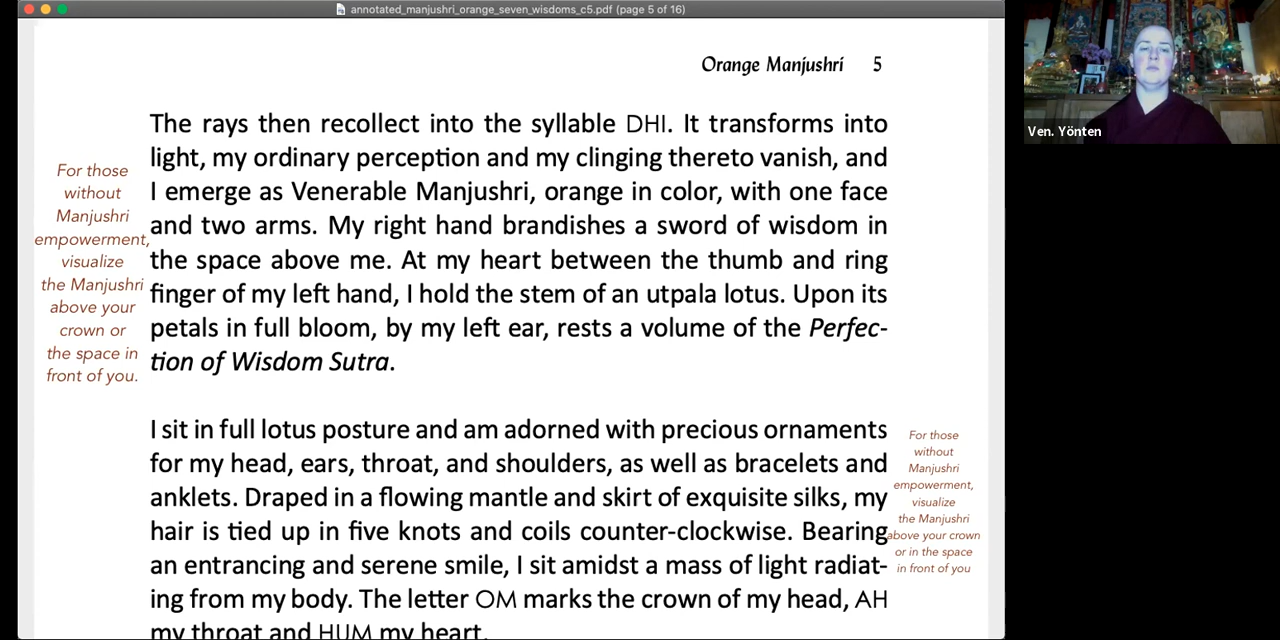 annotated_manjushri_orange_seven_wisdoms_c5.pdf (page 5 of 16)
Orange Manjushri 5
The rays then recollect into the syllable DHI. It transforms into
light, my ordinary perception and my clinging thereto vanish, and
I emerge as Venerable Manjushri, orange in color, with one face
and two arms. My right hand brandishes a sword of wisdom in
the space above me. At my heart between the thumb and ring
finger of my left hand, I hold the stem of an utpala lotus. Upon its
petals in full bloom, by my left ear, rests a volume of the Perfec-
tion of Wisdom Sutra.
For those
without
Manjushri
empowerment,
visualize
the Manjushri
above your
crown or
the space in
front of you.
I sit in full lotus posture and am adorned with precious ornaments
for my head, ears, throat, and shoulders, as well as bracelets and
anklets. Draped in a flowing mantle and skirt of exquisite silks, my
hair is tied up in five knots and coils counter-clockwise. Bearing
an entrancing and serene smile, I sit amidst a mass of light radiat-
ing from my body. The letter OM marks the crown of my head, AH
my throat and HUM my heart.
For those
without
Manjushri
empowerment,
visualize
the Manjushri
above your crown
or in the space
in front of you
Ven. Yönten